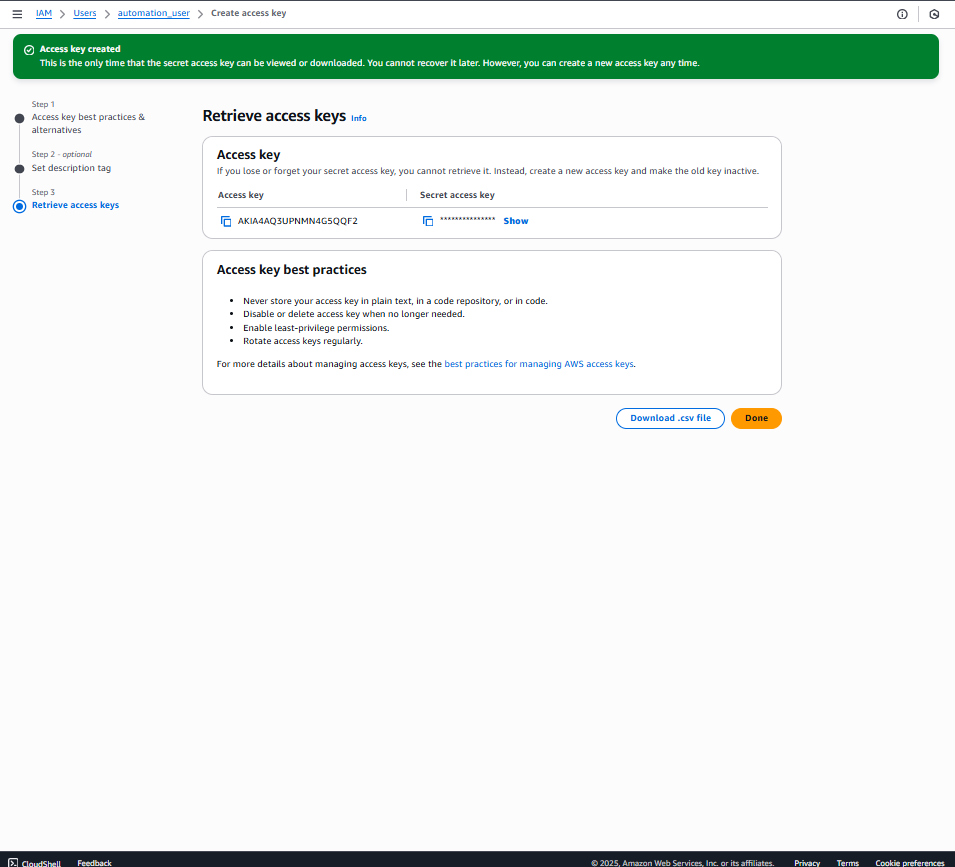 IAM > Users > automation_user > Create access key
Access key created
This is the only time that the secret access key can be viewed or downloaded. You cannot recover it later. However, you can create a new access key any time.
Step 1
Access key best practices &
alternatives
Step 2 - optional
Set description tag
Step 3
Retrieve access keys
Retrieve access keys Info
Access key
If you lose or forget your secret access key, you cannot retrieve it. Instead, create a new access key and make the old key inactive.
Access key Secret access key
AKIA4AQ3UPNMN4G5QQF2 *************** Show
Access key best practices
• Never store your access key in plain text, in a code repository, or in code.
• Disable or delete access key when no longer needed.
• Enable least-privilege permissions.
• Rotate access keys regularly.
For more details about managing access keys, see the best practices for managing AWS access keys.
Download .csv file Done
CloudShell Feedback © 2025, Amazon Web Services, Inc. or its affiliates. Privacy Terms Cookie preferences